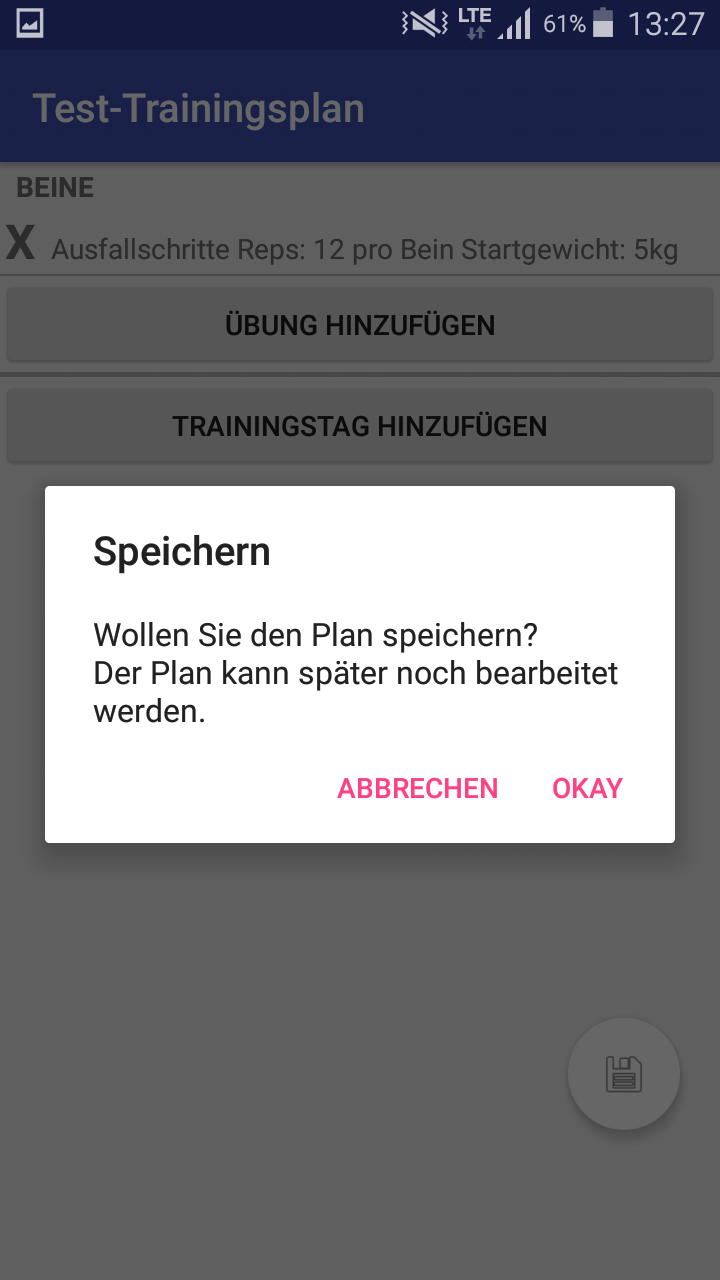 LTE 61% 13:27
Test-Trainingsplan
BEINE
X Ausfallschritte Reps: 12 pro Bein Startgewicht: 5kg
ÜBUNG HINZUFÜGEN
TRAININGSTAG HINZUFÜGEN
Speichern
Wollen Sie den Plan speichern?
Der Plan kann später noch bearbeitet
werden.
ABBRECHEN OKAY